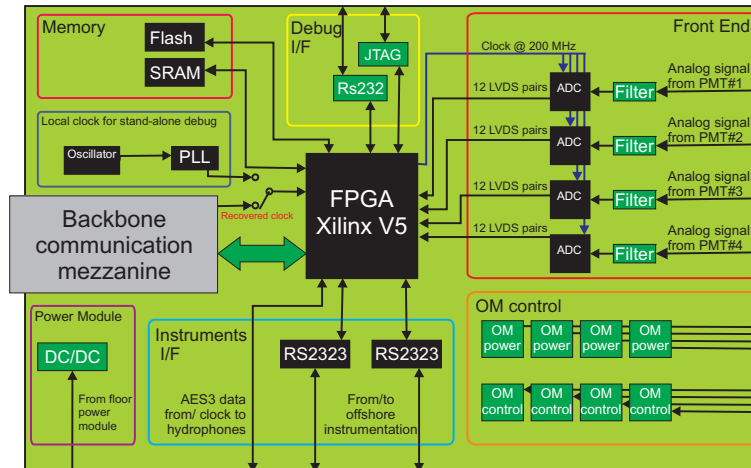 Memory
Flash
SRAM
Debug
I/F
JTAG
Rs232
Clock @ 200 MHz
Front End
12 LVDS pairs
ADC
Filter
Analog signal
from PMT#1
12 LVDS pairs
ADC
Filter
Analog signal
from PMT#2
12 LVDS pairs
ADC
Filter
Analog signal
from PMT#3
12 LVDS pairs
ADC
Filter
Analog signal
from PMT#4
Local clock for stand-alone debug
Oscillator
PLL
Recovered clock
FPGA
Xilinx V5
Backbone
communication
mezzanine
Power Module
DC/DC
From floor
power
module
Instruments
I/F
RS2323
RS2323
AES3 data
from/ clock to
hydrophones
From/to
offshore
instrumentation
OM control
OM
power
OM
power
OM
power
OM
power
OM
control
OM
control
OM
control
OM
control